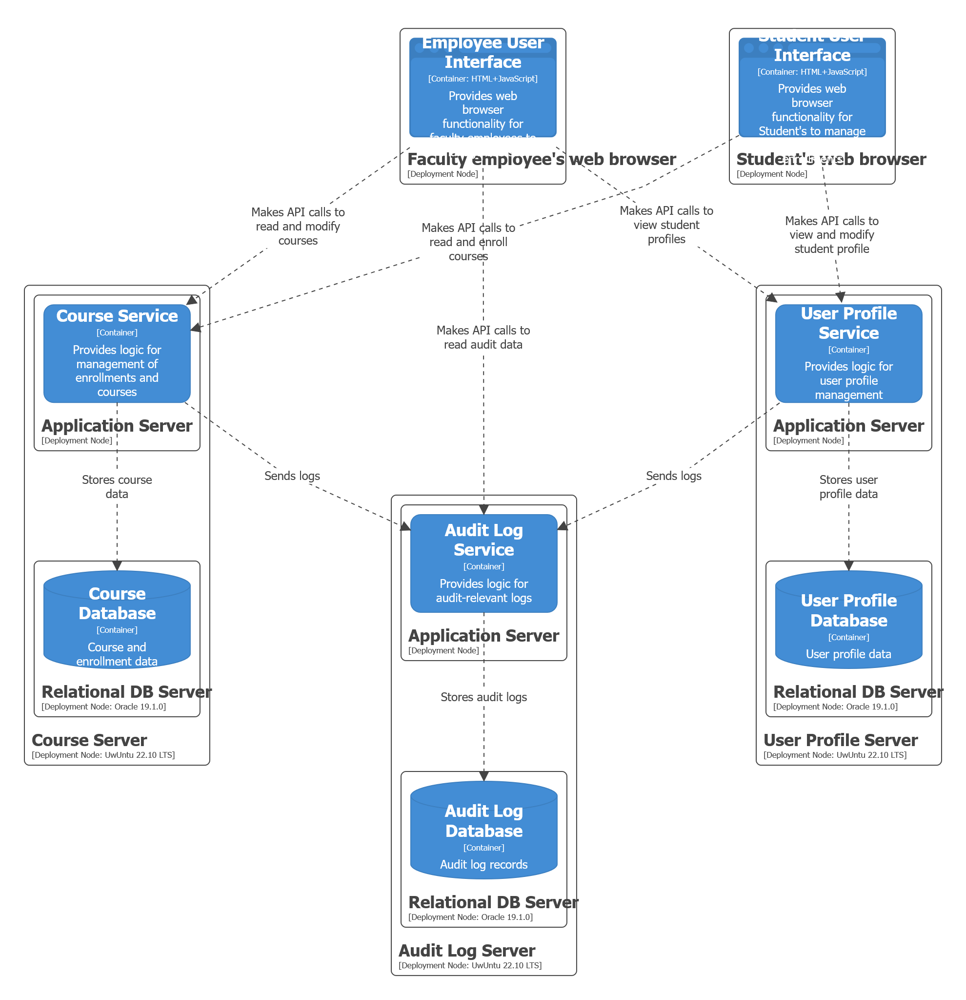 Employee User
Interface
[Container: HTML+JavaScript]
Provides web
browser
functionality for
faculty employees to
Faculty employee's web browser
[Deployment Node]
Student User
Interface
[Container: HTML+JavaScript]
Provides web
browser
functionality for
Student's to manage
enrollments
Student's web browser
[Deployment Node]
Makes API calls to
read and modify
courses
Makes API calls to
read and enroll
courses
Makes API calls to
view student
profiles
Makes API calls to
view and modify
student profile
Makes API calls to
read audit data
Course Service
[Container]
Provides logic for
management of
enrollments and
courses
Application Server
[Deployment Node]
Stores course
data
Course
Database
[Container]
Course and
enrollment data
Relational DB Server
[Deployment Node: Oracle 19.1.0]
Course Server
[Deployment Node: UwUntu 22.10 LTS]
Sends logs
Sends logs
User Profile
Service
[Container]
Provides logic for
user profile
management
Application Server
[Deployment Node]
Stores user
profile data
User Profile
Database
[Container]
User profile data
Relational DB Server
[Deployment Node: Oracle 19.1.0]
User Profile Server
[Deployment Node: UwUntu 22.10 LTS]
Audit Log
Service
[Container]
Provides logic for
audit-relevant logs
Application Server
[Deployment Node]
Stores audit logs
Audit Log
Database
[Container]
Audit log records
Relational DB Server
[Deployment Node: Oracle 19.1.0]
Audit Log Server
[Deployment Node: UwUntu 22.10 LTS]